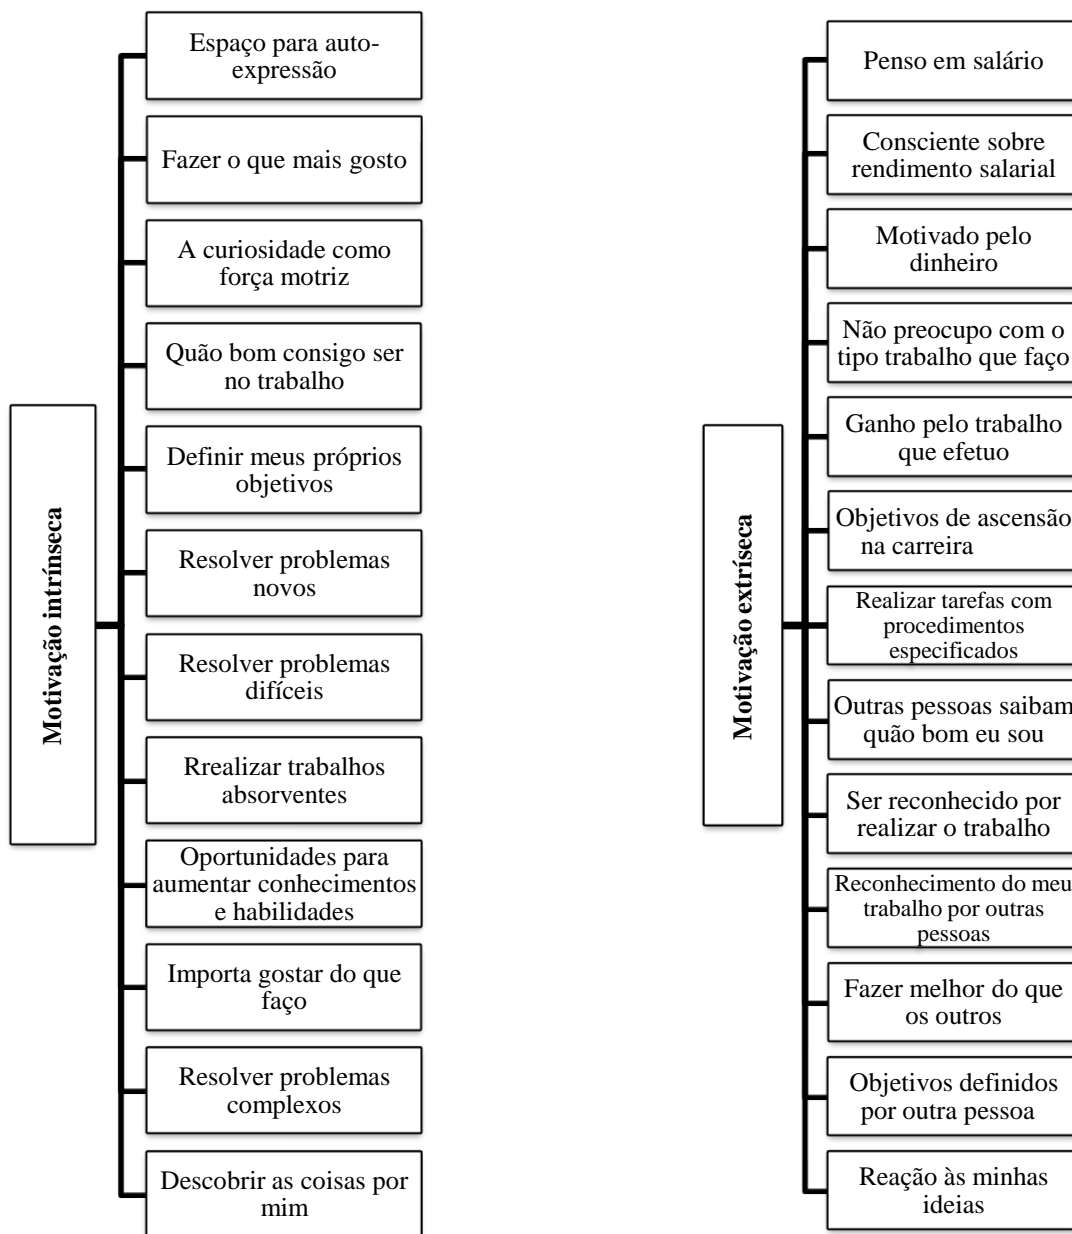 Motivação intrínseca
Espaço para auto-
expressão
Fazer o que mais gosto
A curiosidade como
força motriz
Quão bom consigo ser
no trabalho
Definir meus próprios
objetivos
Resolver problemas
novos
Resolver problemas
difíceis
Rrealizar trabalhos
absorventes
Oportunidades para
aumentar conhecimentos
e habilidades
Importa gostar do que
faço
Resolver problemas
complexos
Descobrir as coisas por
mim
Motivação extríseca
Penso em salário
Consciente sobre
rendimento salarial
Motivado pelo
dinheiro
Não preocupo com o
tipo trabalho que faço
Ganho pelo trabalho
que efetuo
Objetivos de ascensão
na carreira
Realizar tarefas com
procedimentos
especificados
Outras pessoas saibam
quão bom eu sou
Ser reconhecido por
realizar o trabalho
Reconhecimento do meu
trabalho por outras
pessoas
Fazer melhor do que
os outros
Objetivos definidos
por outra pessoa
Reação às minhas
ideias